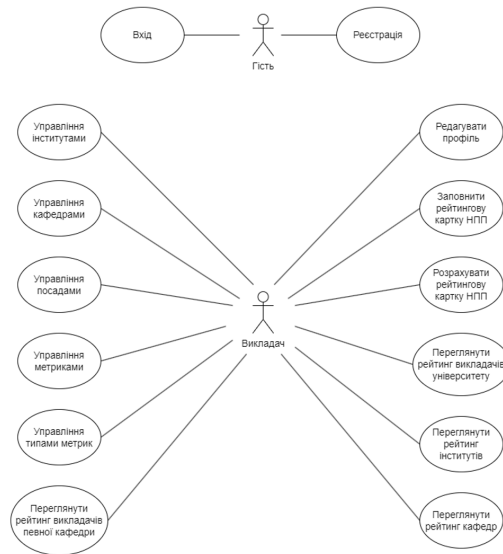 Вхід
Гість
Реєстрація
Управління
інститутами
Редагувати
профіль
Управління
кафедрами
Заповнити
рейтингову
картку НПП
Управління
посадами
Розрахувати
рейтингову
картку НПП
Викладач
Управління
метриками
Переглянути
рейтинг викладачів
університету
Управління
типами метрик
Переглянути
рейтинг
інститутів
Переглянути
рейтинг викладачів
певної кафедри
Переглянути
рейтинг кафедр